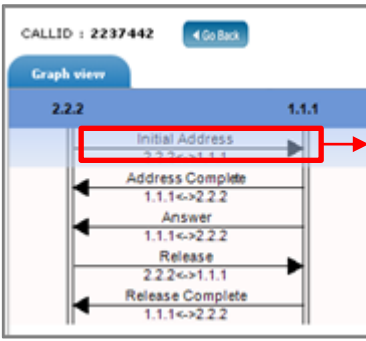 CALLID : 2237442
Go Back
Graph view
2.2.2 1.1.1
Initial Address
2.2.2<->1.1.1
Address Complete
1.1.1<->2.2.2
Answer
1.1.1<->2.2.2
Release
2.2.2<->1.1.1
Release Complete
1.1.1<->2.2.2